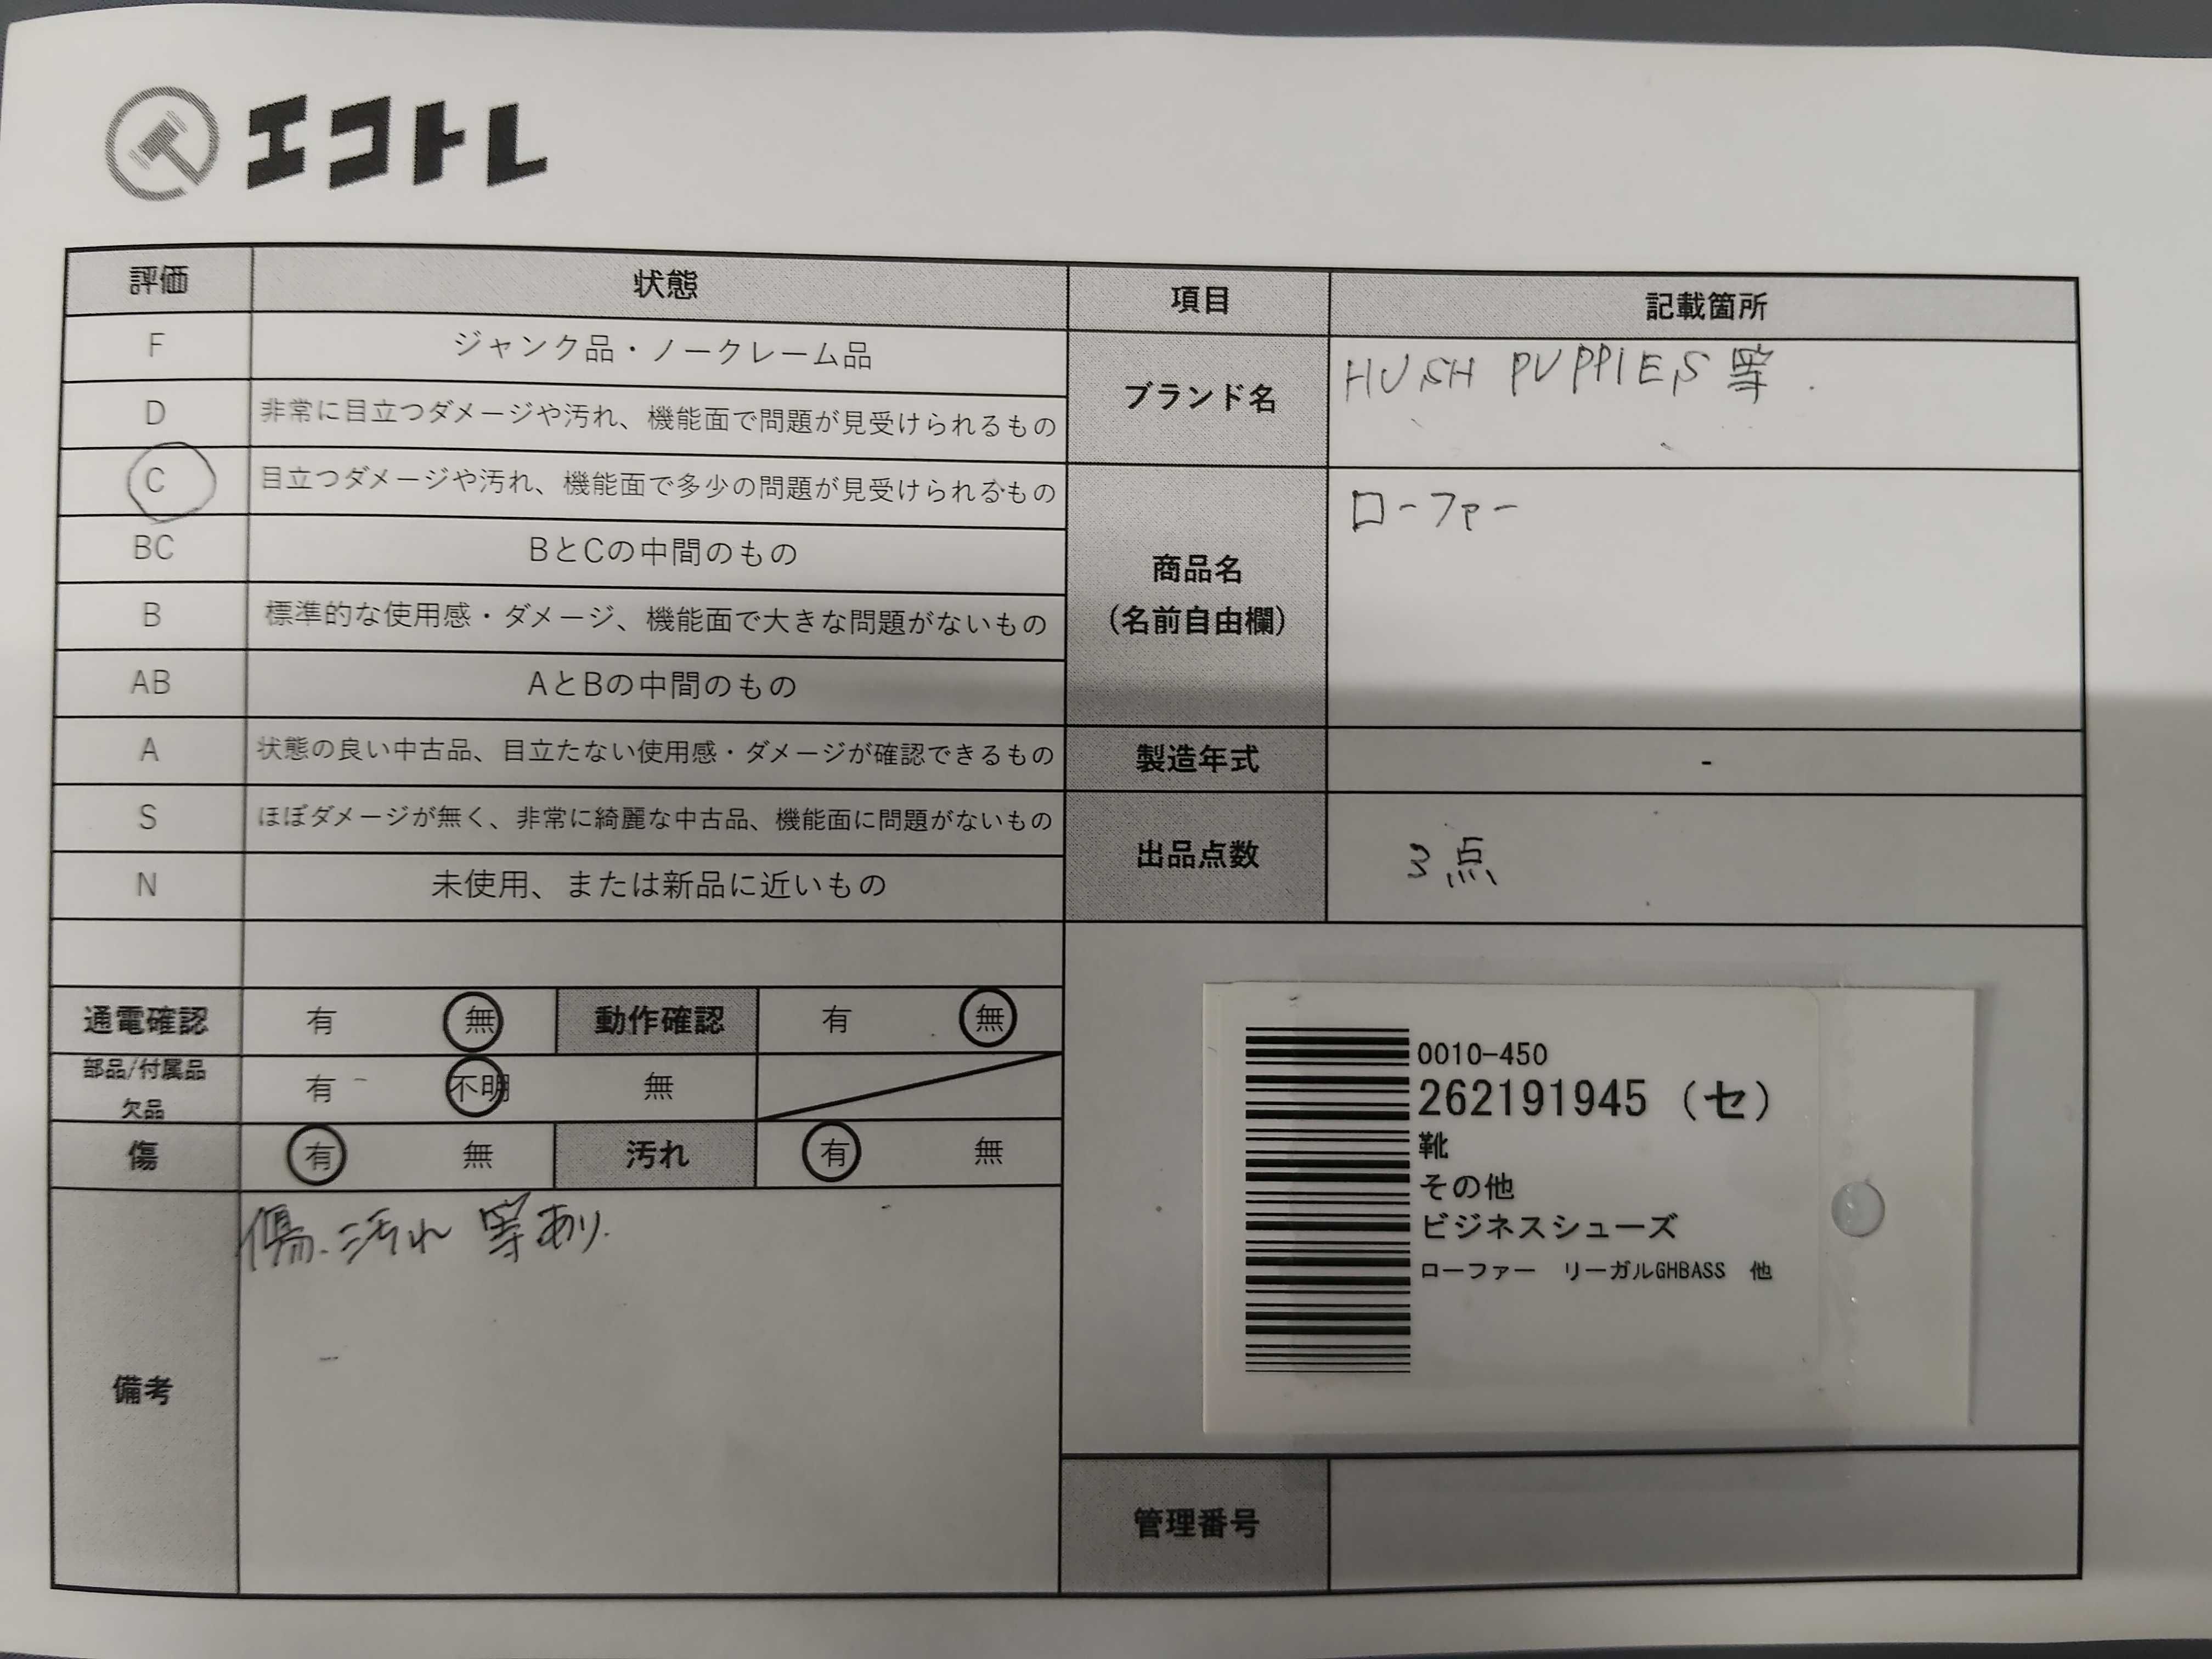 エコトレ
評価 状態 項目 記載箇所
F ジャンク品・ノークレーム品
D 非常に目立つダメージや汚れ、機能面で問題が見受けられるもの
C 目立つダメージや汚れ、機能面で多少の問題が見受けられるもの
BC BとCの中間のもの
B 標準的な使用感・ダメージ、機能面で大きな問題がないもの
AB AとBの中間のもの
A 状態の良い中古品、目立たない使用感・ダメージが確認できるもの
S ほぼダメージが無く、非常に綺麗な中古品、機能面に問題がないもの
N 未使用、または新品に近いもの
ブランド名 HUSH PUPPIES 等.
商品名
(名前自由欄)
ローファー
製造年式 -
出品点数 3点
通電確認 有 無 動作確認 有 無
部品/付属品
欠品
有 不明 無
傷 有 無 汚れ 有 無
備考
傷.汚れ 等あり.
0010-450
262191945 (セ)
靴
その他
ビジネスシューズ
ローファー リーガルGHBASS 他
管理番号